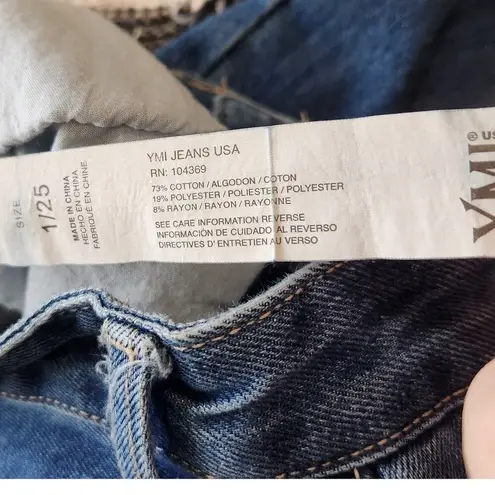 SIZE
1/25
MADE IN CHINA
HECHO EN CHINA
FABRIQUÉ EN CHINE
YMI JEANS USA
RN: 104369
73% COTTON / ALGODON / COTON
19% POLYESTER / POLIESTER / POLYESTER
8% RAYON / RAYON / RAYONNE
SEE CARE INFORMATION REVERSE
INFORMACIÓN DE CUIDADO AL REVERSO
DIRECTIVES D' ENTRETIEN AU VERSO
YMI
® US